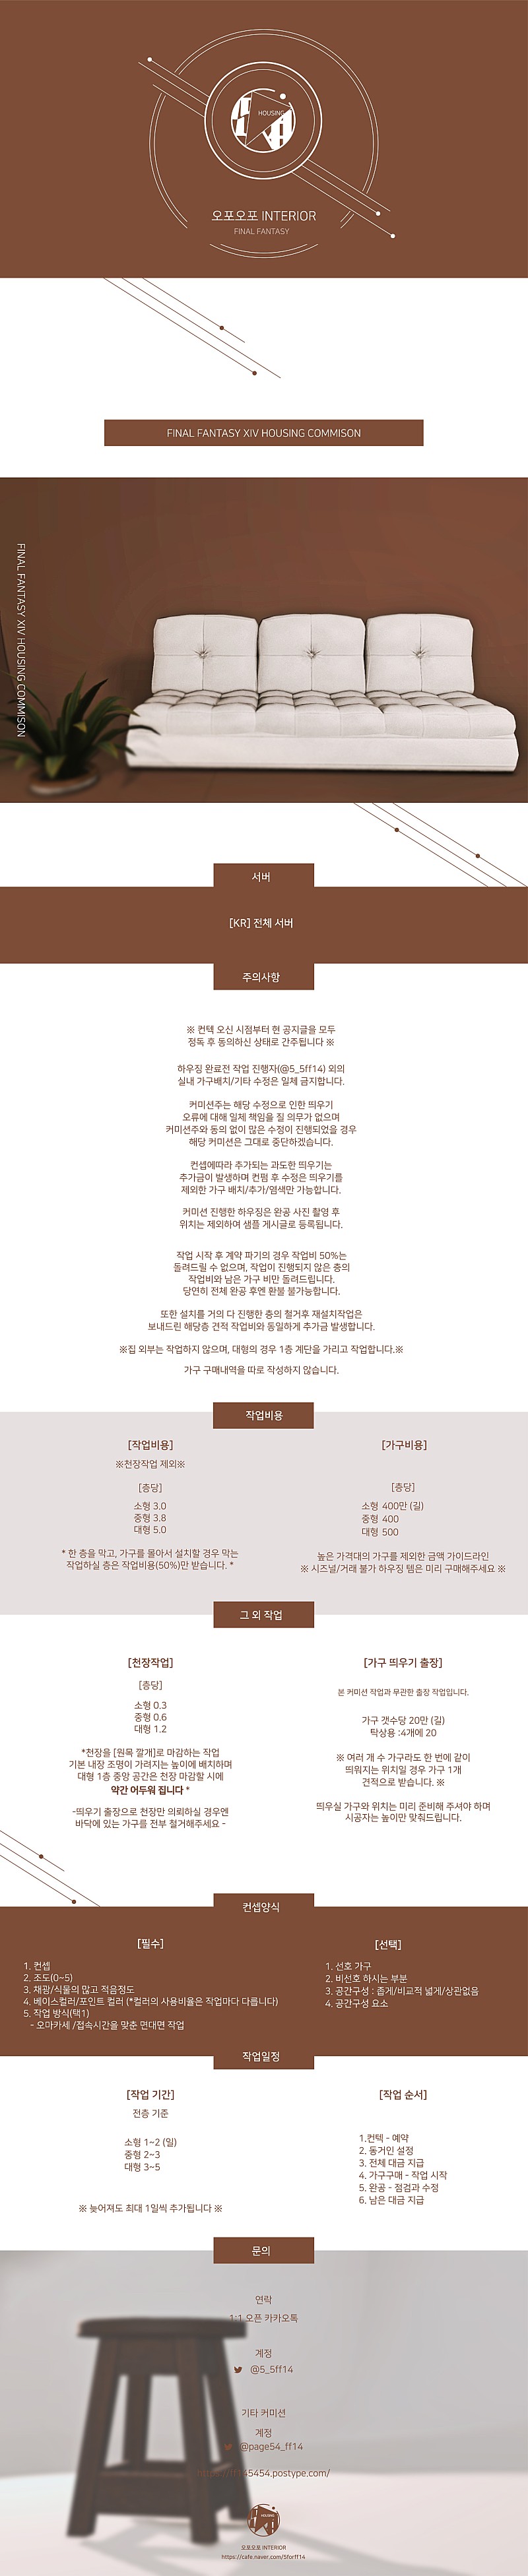 HOUSING
오포오포 INTERIOR
FINAL FANTASY
FINAL FANTASY XIV HOUSING COMMISON
FINAL FANTASY XIV HOUSING COMMISON
서버
[KR] 전체 서버
주의사항
※ 컨텍 오신 시점부터 현 공지글을 모두
정독 후 동의하신 상태로 간주됩니다 ※
하우징 완료전 작업 진행자(@5_5ff14) 외의
실내 가구배치/기타 수정은 일체 금지합니다.
커미션주는 해당 수정으로 인한 띄우기
오류에 대해 일체 책임을 질 의무가 없으며
커미션주와 동의 없이 많은 수정이 진행되었을 경우
해당 커미션은 그대로 중단하겠습니다.
컨셉에따라 추가되는 과도한 띄우기는
추가금이 발생하며 컨펌 후 수정은 띄우기를
제외한 가구 배치/추가/염색만 가능합니다.
커미션 진행한 하우징은 완공 사진 촬영 후
위치는 제외하여 샘플 게시글로 등록됩니다.
작업 시작 후 계약 파기의 경우 작업비 50%는
돌려드릴 수 없으며, 작업이 진행되지 않은 층의
작업비와 남은 가구 비만 돌려드립니다.
당연히 전체 완공 후엔 환불 불가능합니다.
또한 설치를 거의 다 진행한 층의 철거후 재설치작업은
보내드린 해당층 견적 작업비와 동일하게 추가금 발생합니다.
※집 외부는 작업하지 않으며, 대형의 경우 1층 계단을 가리고 작업합니다.※
가구 구매내역을 따로 작성하지 않습니다.
작업비용
[작업비용]
※천장작업 제외※
[층당]
소형 3.0
중형 3.8
대형 5.0
* 한 층을 막고, 가구를 몰아서 설치할 경우 막는
작업하실 층은 작업비용(50%)만 받습니다. *
[가구비용]
[층당]
소형 400만 (길)
중형 400
대형 500
높은 가격대의 가구를 제외한 금액 가이드라인
※ 시즈널/거래 불가 하우징 템은 미리 구매해주세요 ※
그 외 작업
[천장작업]
[층당]
소형 0.3
중형 0.6
대형 1.2
*천장을 [원목 깔개]로 마감하는 작업
기본 내장 조명이 가려지는 높이에 배치하며
대형 1층 중앙 공간은 천장 마감할 시에
약간 어두워 집니다 *
-띄우기 출장으로 천장만 의뢰하실 경우엔
바닥에 있는 가구를 전부 철거해주세요 -
[가구 띄우기 출장]
본 커미션 작업과 무관한 출장 작업입니다.
가구 갯수당 20만 (길)
탁상용 :4개에 20
※ 여러 개 수 가구라도 한 번에 같이
띄워지는 위치일 경우 가구 1개
견적으로 받습니다. ※
띄우실 가구와 위치는 미리 준비해 주셔야 하며
시공자는 높이만 맞춰드립니다.
컨셉양식
[필수]
1. 컨셉
2. 조도(0~5)
3. 채광/식물의 많고 적음정도
4. 베이스컬러/포인트 컬러 (*컬러의 사용비율은 작업마다 다릅니다)
5. 작업 방식(택1)
- 오마카세 /접속시간을 맞춘 면대면 작업
[선택]
1. 선호 가구
2. 비선호 하시는 부분
3. 공간구성 : 좁게/비교적 넓게/상관없음
4. 공간구성 요소
작업일정
[작업 기간]
전층 기준
소형 1~2 (일)
중형 2~3
대형 3~5
※ 늦어져도 최대 1일씩 추가됩니다 ※
[작업 순서]
1.컨텍 - 예약
2. 동거인 설정
3. 전체 대금 지급
4. 가구구매 - 작업 시작
5. 완공 - 점검과 수정
6. 남은 대금 지급
문의
연락
1:1 오픈 카카오톡
계정
@5_5ff14
기타 커미션
계정
@page54_ff14
5454.postype.com/
HOUSING
오포오포 INTERIOR
https://cafe.naver.com/5forff14